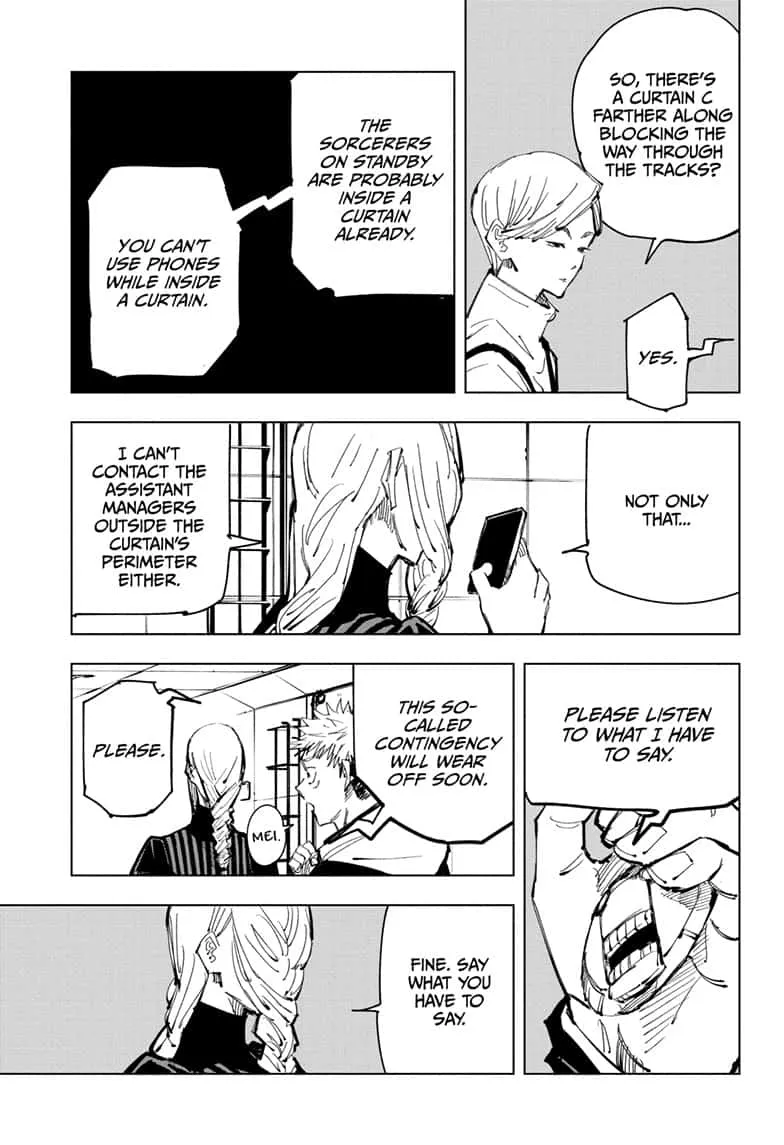 SO, THERE'S
A CURTAIN C
FARTHER ALONG
BLOCKING THE
WAY THROUGH
THE TRACKS?
YES.
THE
SORCERERS
ON STANDBY
ARE PROBABLY
INSIDE A
CURTAIN
ALREADY.
YOU CAN'T
USE PHONES
WHILE INSIDE
A CURTAIN.
NOT ONLY
THAT...
I CAN'T
CONTACT THE
ASSISTANT
MANAGERS
OUTSIDE THE
CURTAIN'S
PERIMETER
EITHER.
PLEASE LISTEN
TO WHAT I HAVE
TO SAY.
THIS SO-
CALLED
CONTINGENCY
WILL WEAR
OFF SOON.
MEI.
PLEASE.
FINE. SAY
WHAT YOU
HAVE TO
SAY.